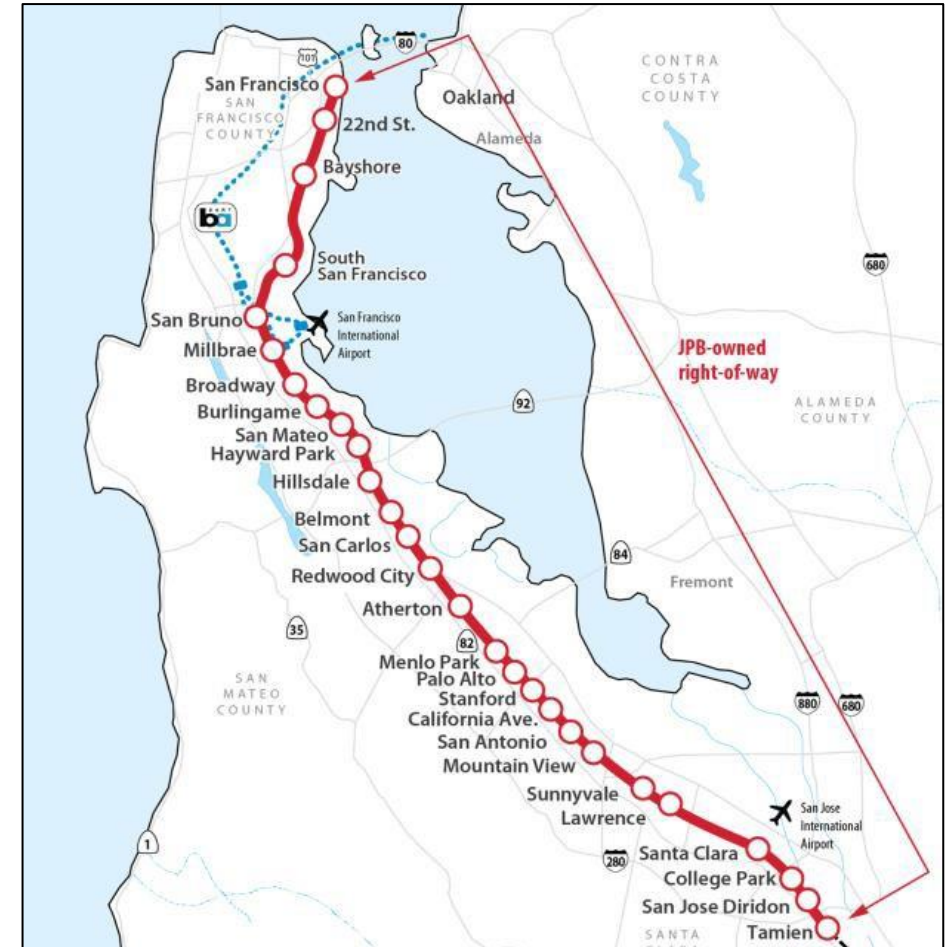 80
101
CONTRA
COSTA
COUNTY
San Francisco
SAN
FRANCISCO
COUNTY
Oakland
22nd St.
Alameda
Bayshore
BART
ba
South
San Francisco
680
San Bruno
San Francisco
International
Airport
Millbrae
JPB-owned
right-of-way
Broadway
92
ALAMEDA
COUNTY
Burlingame
San Mateo
Hayward Park
Hillsdale
Belmont
San Carlos
84
Redwood City
Fremont
Atherton
35
82
Menlo Park
Palo Alto
SAN
MATEO
COUNTY
Stanford
880
680
California Ave.
San Antonio
Mountain View
Sunnyvale
San Jose
International
Airport
Lawrence
1
280
Santa Clara
College Park
San Jose Diridon
Tamien
SANTA